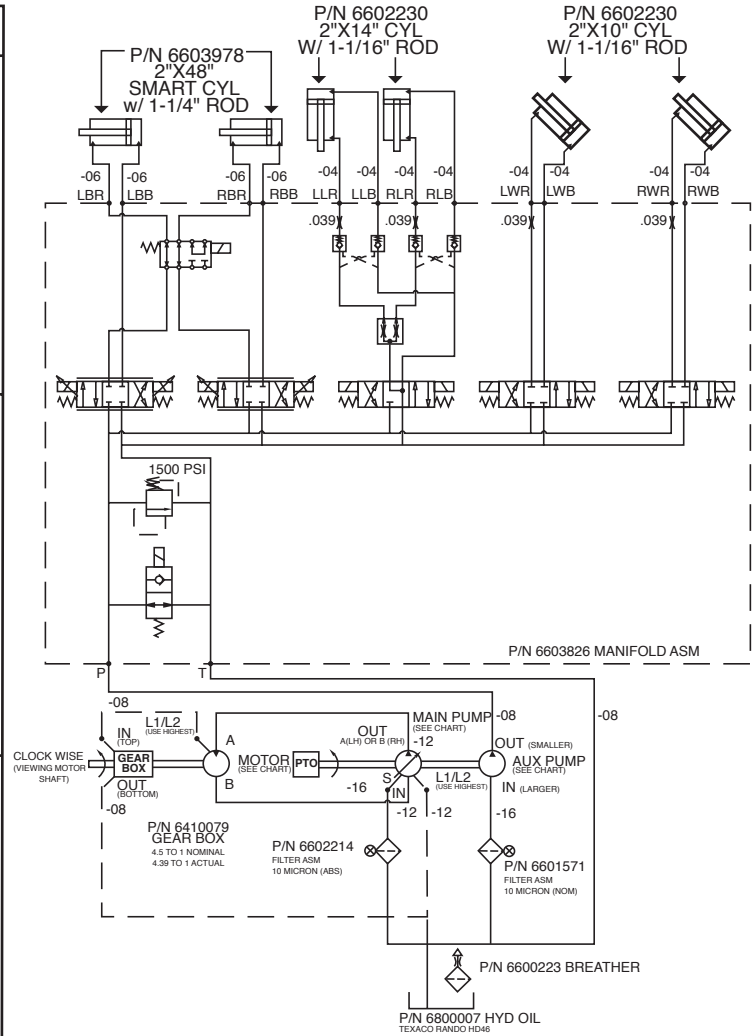 P/N 6603978
2"X48"
SMART CYL
w/ 1-1/4" ROD
P/N 6602230
2"X14" CYL
W/ 1-1/16" ROD
P/N 6602230
2"X10" CYL
W/ 1-1/16" ROD
-06 -06 -06 -06 -04 -04 -04 -04 -04 -04 -04 -04
LBR LBB RBR RBB LLR LLB RLR RLB LWR LWB RWR RWB
.039 .039 .039 .039
1500 PSI
P/N 6603826 MANIFOLD ASM
P T
-08
-08
-08
IN
(TOP)
L1/L2
(USE HIGHEST)
A
B
CLOCK WISE
(VIEWING MOTOR
SHAFT)
GEAR
BOX
OUT
(BOTTOM)
-08
MOTOR
(SEE CHART)
PTO
OUT
A(LH) OR B (RH)
MAIN PUMP
(SEE CHART)
-12
S
IN
-16
L1/L2
(USE HIGHEST)
-12
-12
OUT (SMALLER)
AUX PUMP
(SEE CHART)
IN (LARGER)
-16
P/N 6410079
GEAR BOX
4.5 TO 1 NOMINAL
4.39 TO 1 ACTUAL
P/N 6602214
FILTER ASM
10 MICRON (ABS)
P/N 6601571
FILTER ASM
10 MICRON (NOM)
P/N 6600223 BREATHER
P/N 6800007 HYD OIL
TEXACO RANDO HD46